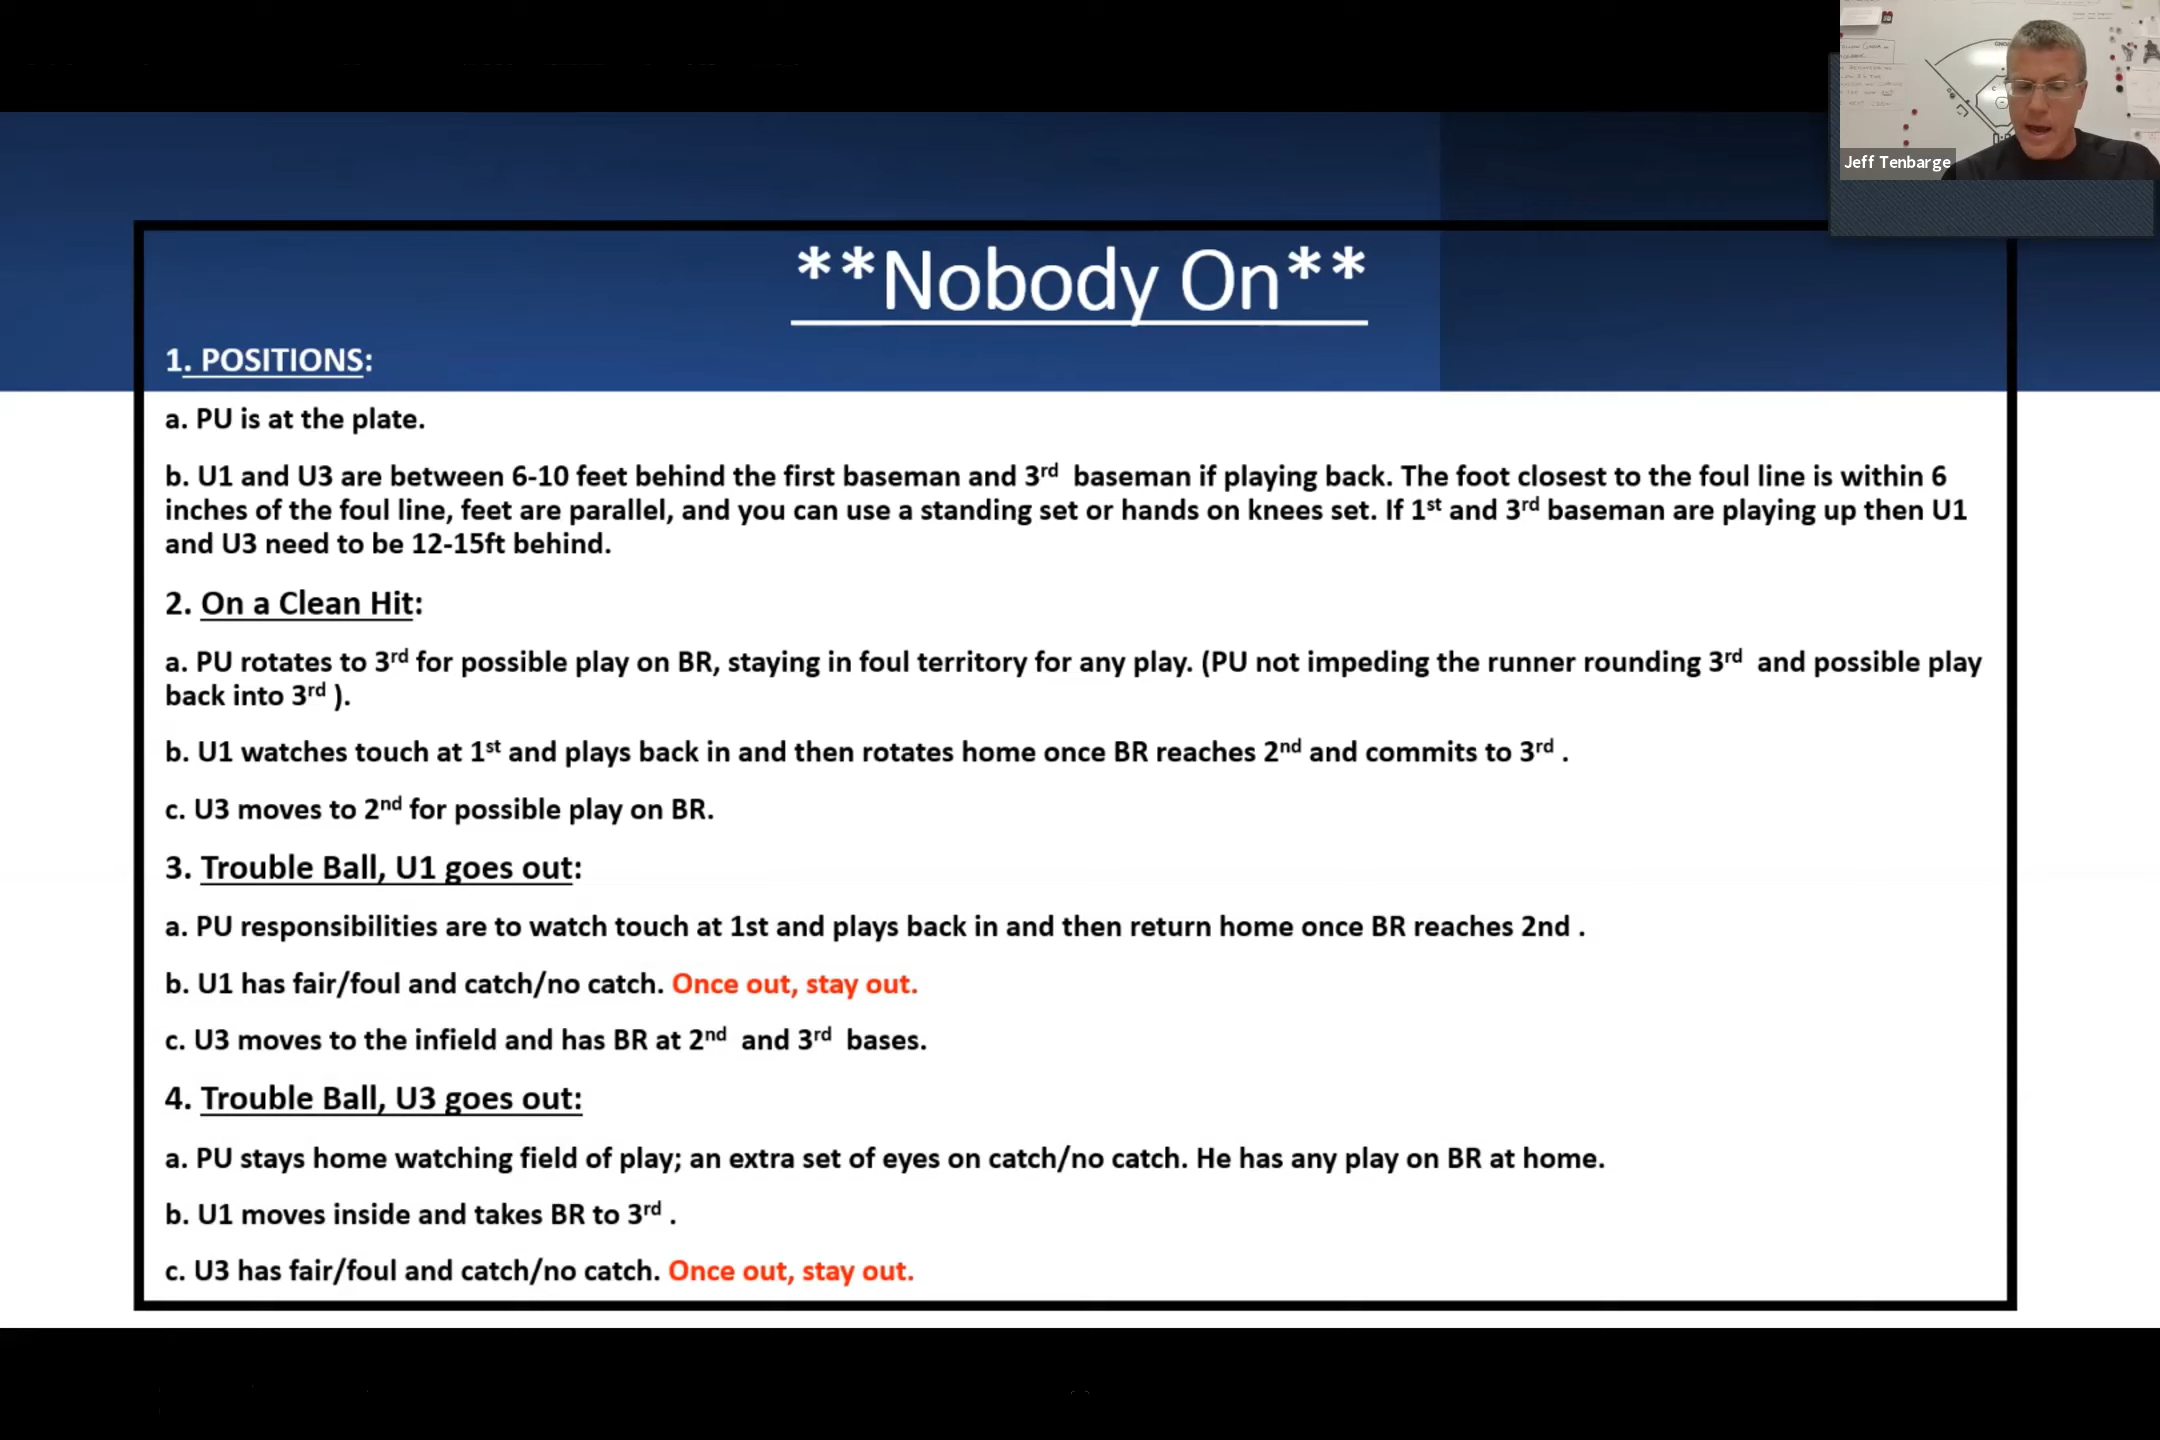 Jeff Tenbarge
**Nobody On**
1. POSITIONS:
a. PU is at the plate.
b. U1 and U3 are between 6-10 feet behind the first baseman and 3rd baseman if playing back. The foot closest to the foul line is within 6
inches of the foul line, feet are parallel, and you can use a standing set or hands on knees set. If 1st and 3rd baseman are playing up then U1
and U3 need to be 12-15ft behind.
2. On a Clean Hit:
a. PU rotates to 3rd for possible play on BR, staying in foul territory for any play. (PU not impeding the runner rounding 3rd and possible play
back into 3rd ).
b. U1 watches touch at 1st and plays back in and then rotates home once BR reaches 2nd and commits to 3rd .
c. U3 moves to 2nd for possible play on BR.
3. Trouble Ball, U1 goes out:
a. PU responsibilities are to watch touch at 1st and plays back in and then return home once BR reaches 2nd .
b. U1 has fair/foul and catch/no catch. Once out, stay out.
c. U3 moves to the infield and has BR at 2nd and 3rd bases.
4. Trouble Ball, U3 goes out:
a. PU stays home watching field of play; an extra set of eyes on catch/no catch. He has any play on BR at home.
b. U1 moves inside and takes BR to 3rd .
c. U3 has fair/foul and catch/no catch. Once out, stay out.